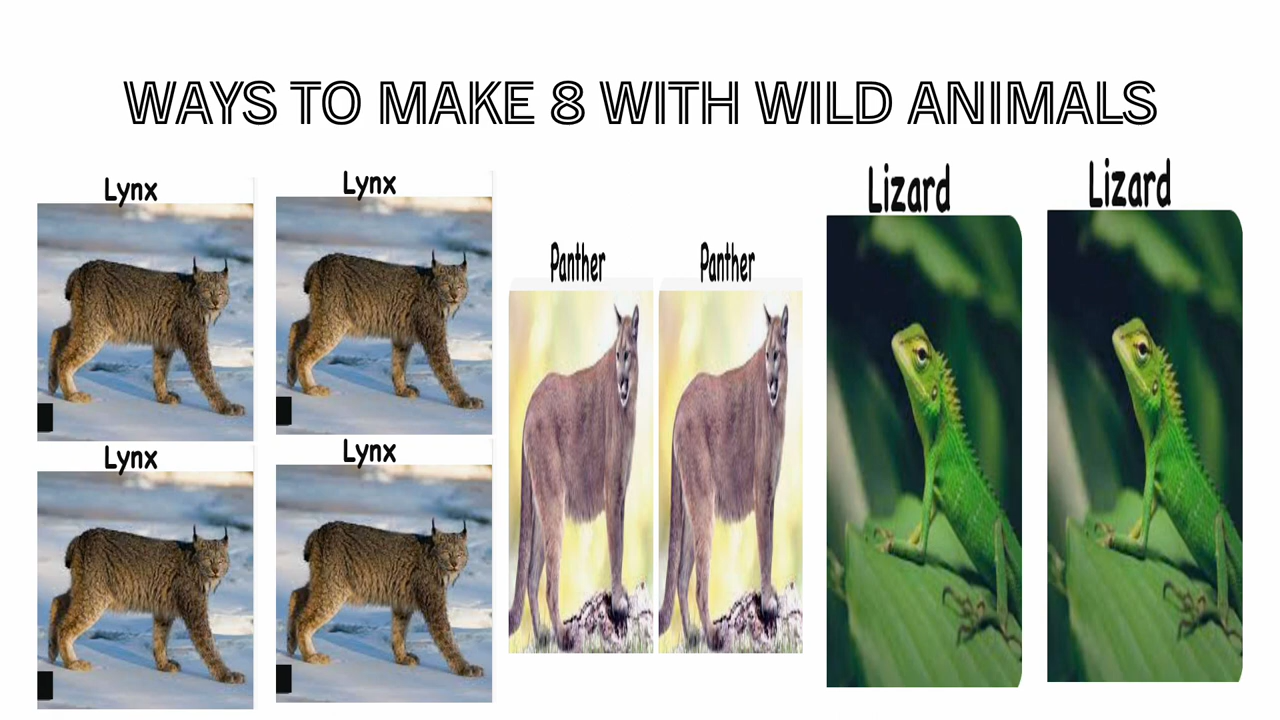 WAYS TO MAKE 8 WITH WILD ANIMALS
Lynx
Lynx
Panther
Panther
Lizard
Lizard
Lynx
Lynx